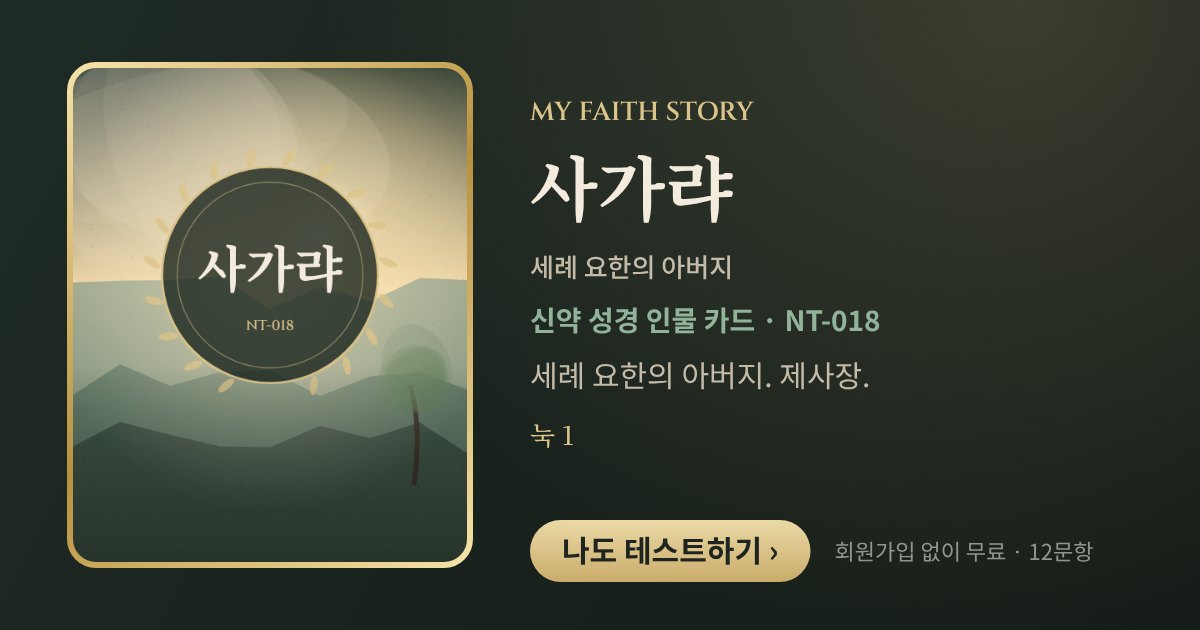 사가랴
NT-018
MY FAITH STORY
사가랴
세례 요한의 아버지
신약 성경 인물 카드 · NT-018
세례 요한의 아버지. 제사장.
눅 1
나도 테스트하기 ›
회원가입 없이 무료 · 12문항